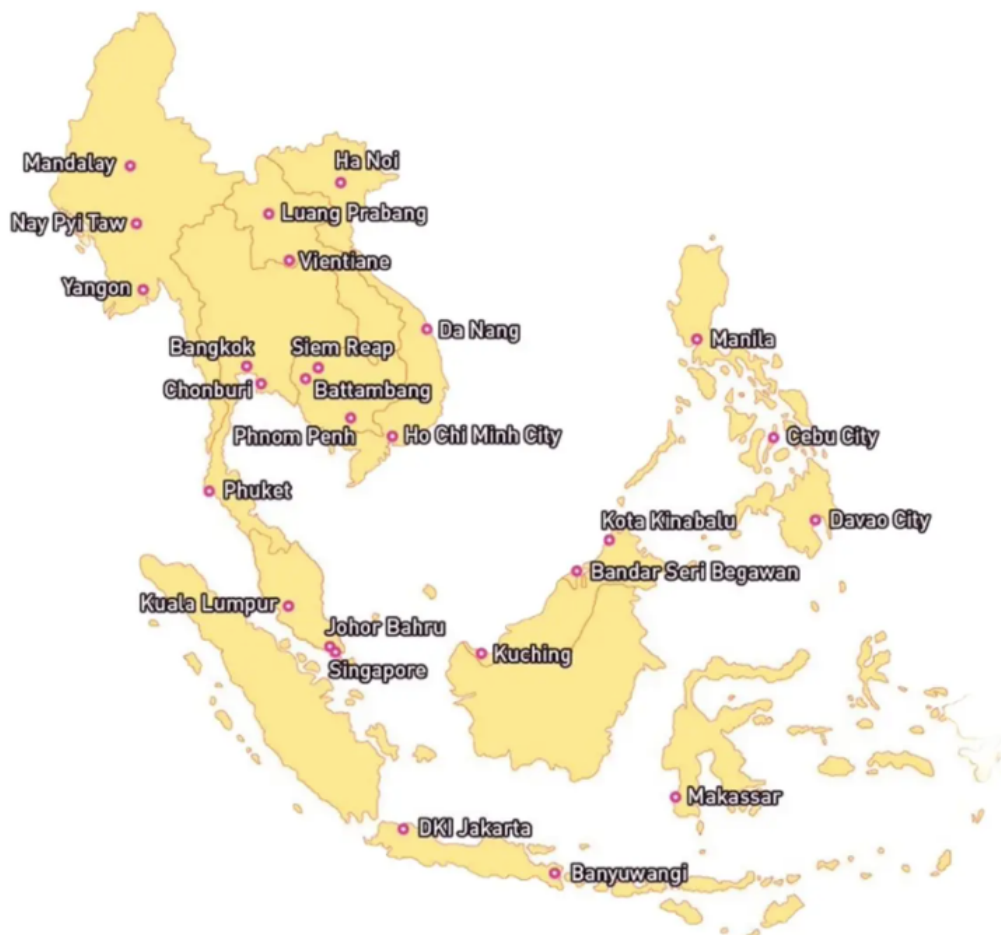 Mandalay
Ha Noi
Nay Pyi Taw
Luang Prabang
Vientiane
Yangon
Da Nang
Manila
Bangkok
Siem Reap
Chonburi
Battambang
Phnom Penh
Ho Chi Minh City
Cebu City
Phuket
Kota Kinabalu
Davao City
Bandar Seri Begawan
Kuala Lumpur
Johor Bahru
Kuching
Singapore
Makassar
DKI Jakarta
Banyuwangi